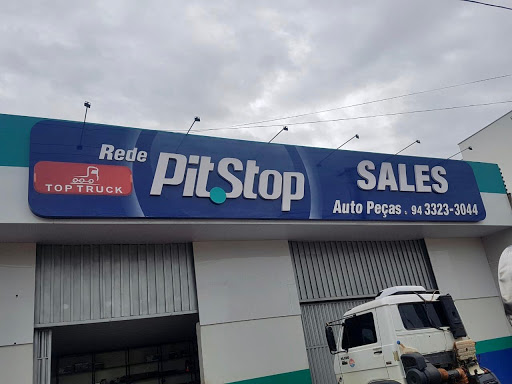 Rede
PitStop
TOP TRUCK
SALES
Auto Peças 94 3323-3044